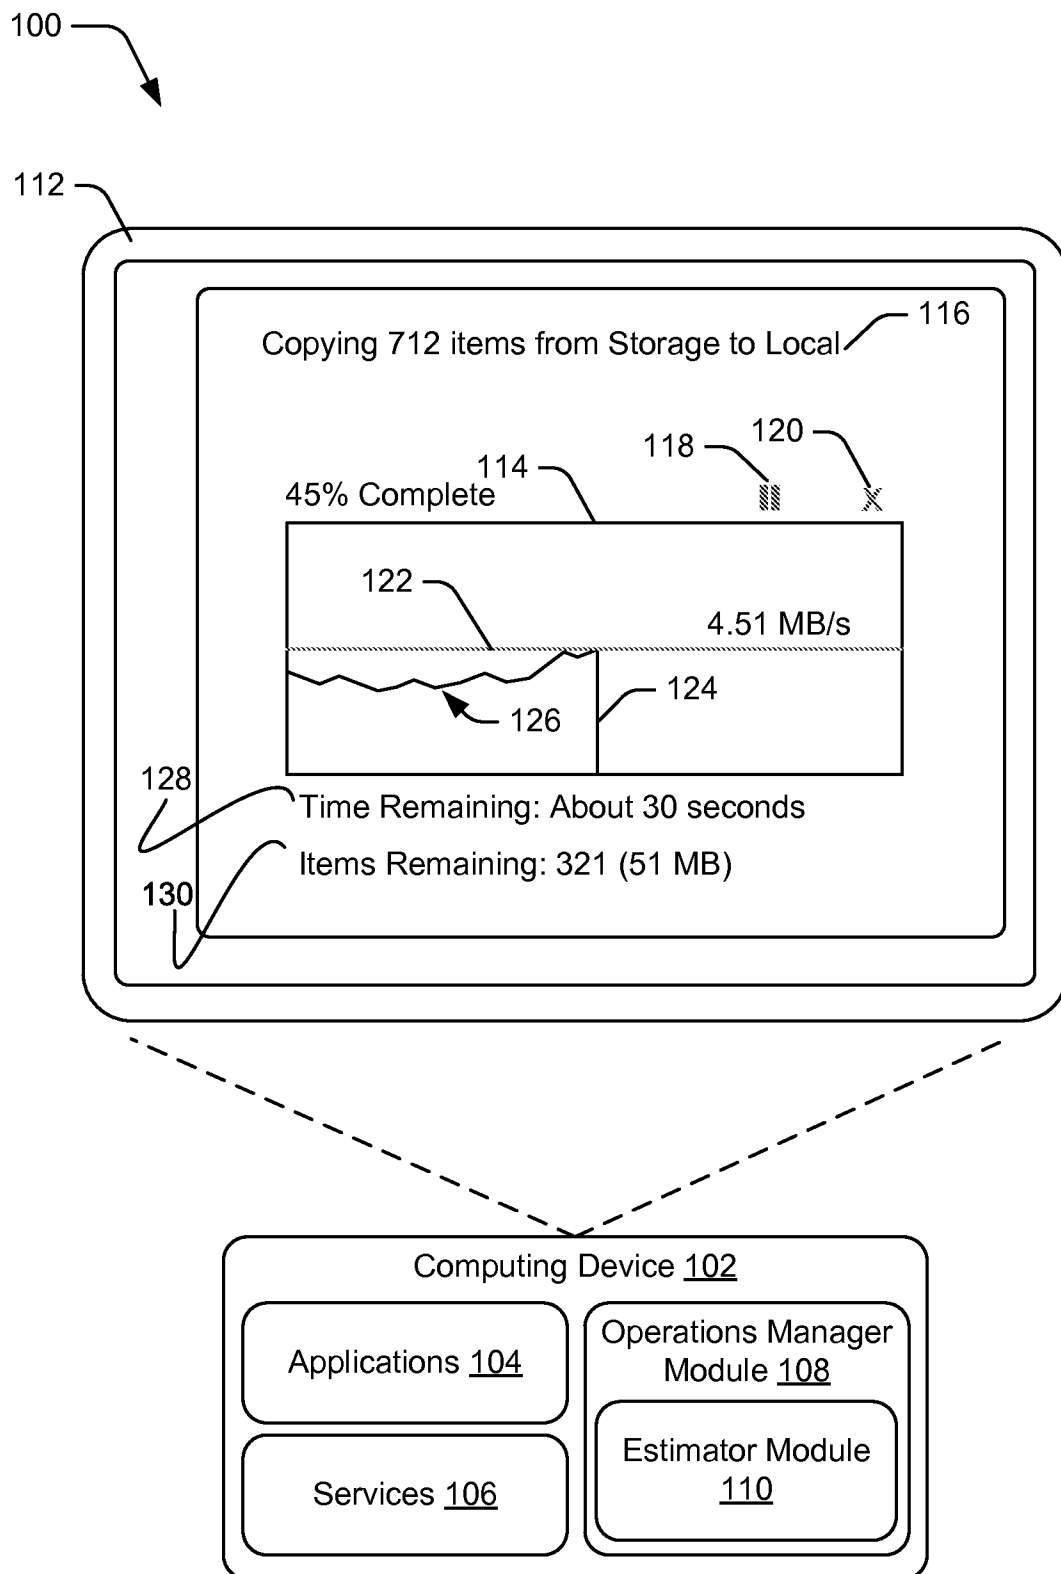 100
112
Copying 712 items from Storage to Local
116
118
120
114
45% Complete
122
4.51 MB/s
124
126
128
Time Remaining: About 30 seconds
Items Remaining: 321 (51 MB)
130
Computing Device 102
Applications 104
Operations Manager
Module 108
Services 106
Estimator Module
110